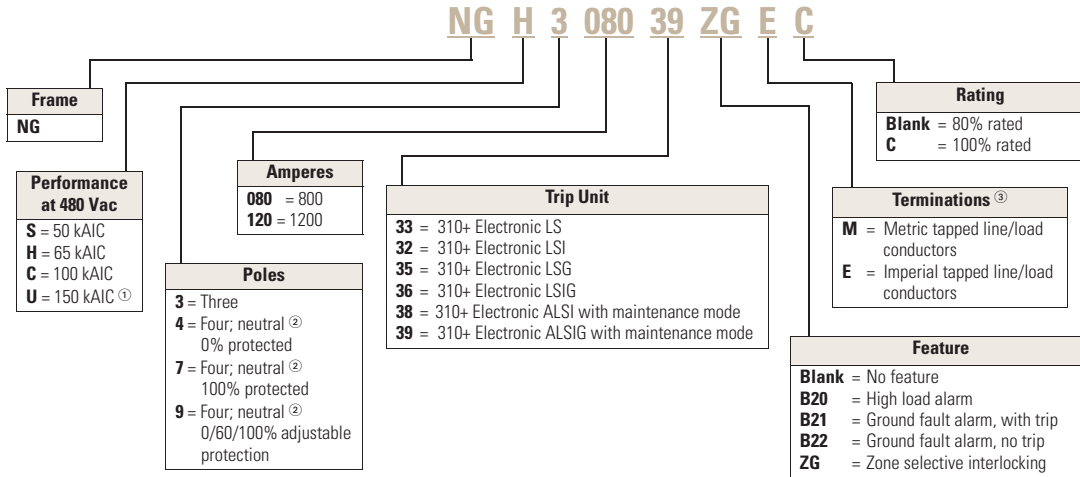 NG H 3 080 39 ZG E C
Frame
NG
Performance
at 480 Vac
S = 50 kAIC
H = 65 kAIC
C = 100 kAIC
U = 150 kAIC ①
Poles
3 = Three
4 = Four; neutral ②
0% protected
7 = Four; neutral ②
100% protected
9 = Four; neutral ②
0/60/100% adjustable
protection
Amperes
080 = 800
120 = 1200
Trip Unit
33 = 310+ Electronic LS
32 = 310+ Electronic LSI
35 = 310+ Electronic LSG
36 = 310+ Electronic LSIG
38 = 310+ Electronic ALSI with maintenance mode
39 = 310+ Electronic ALSIG with maintenance mode
Rating
Blank = 80% rated
C = 100% rated
Terminations ③
M = Metric tapped line/load
conductors
E = Imperial tapped line/load
conductors
Feature
Blank = No feature
B20 = High load alarm
B21 = Ground fault alarm, with trip
B22 = Ground fault alarm, no trip
ZG = Zone selective interlocking